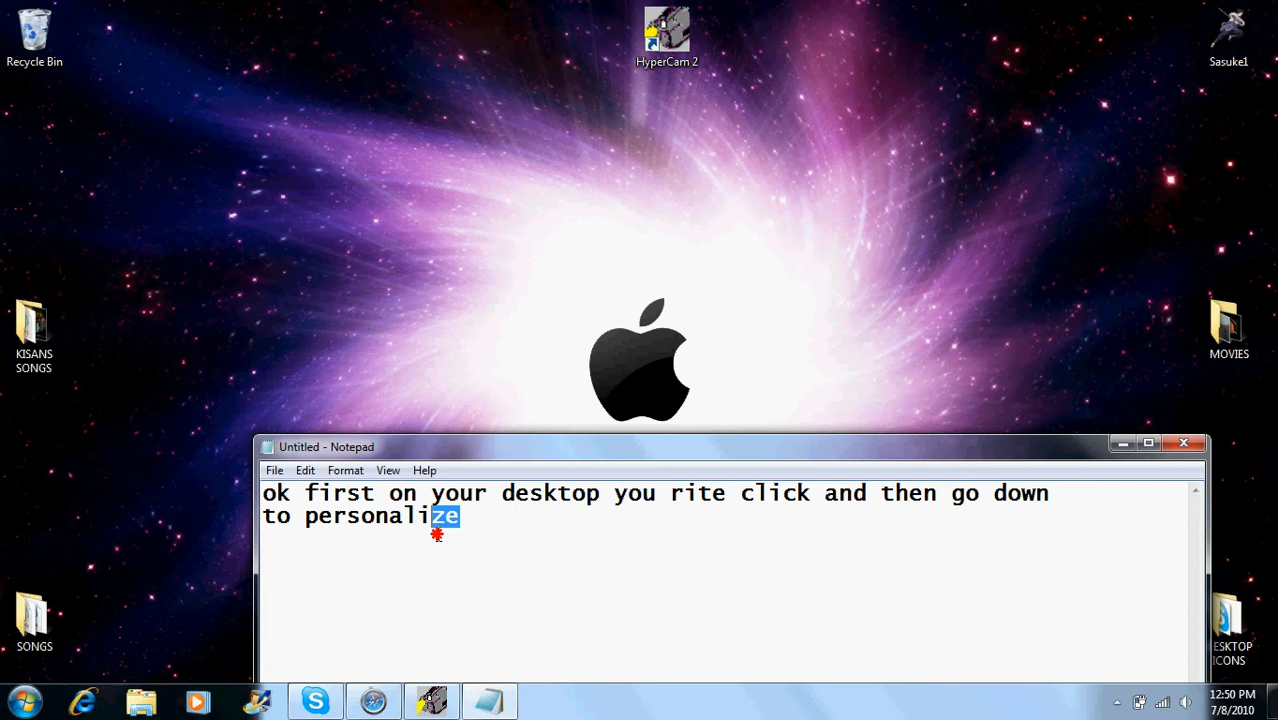 Recycle Bin
HyperCam 2
Sasuke1
KISANS
SONGS
MOVIES
Untitled - Notepad
File Edit Format View Help
ok first on your desktop you rite click and then go down
to personalize
SONGS
ESKTOP
ICONS
12:50 PM
7/8/2010